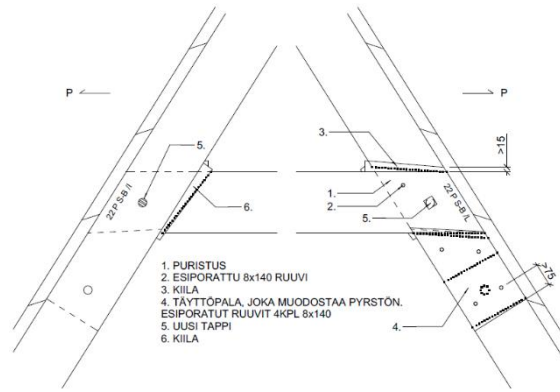 P
P
5.
3.
>15
22 P S-B /I
1.
2.
5.
22 P S-B /L
6.
1. PURISTUS
2. ESIPORATTU 8x140 RUUVI
3. KIILA
4. TÄYTTÖPALA, JOKA MUODOSTAA PYRSTÖN.
ESIPORATUT RUUVIT 4KPL 8x140
5. UUSI TAPPI
6. KIILA
>75
4.